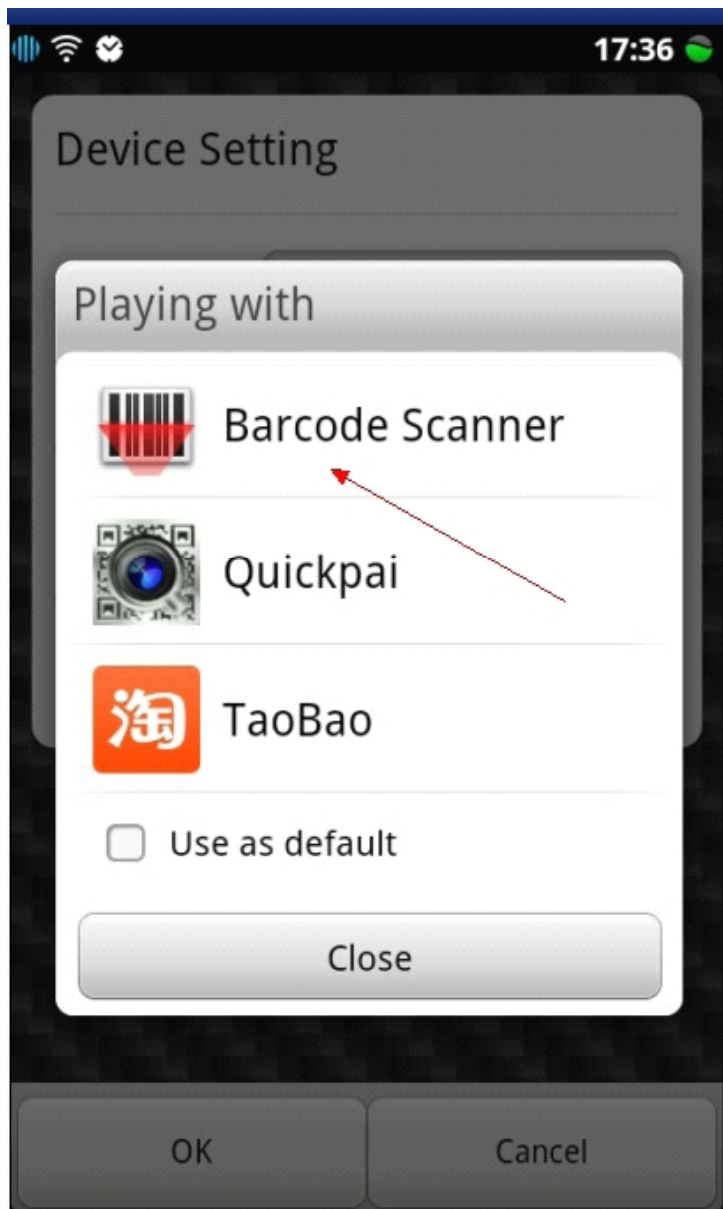 17:36
Device Setting
Playing with
Barcode Scanner
Quickpai
淘
TaoBao
Use as default
Close
OK
Cancel